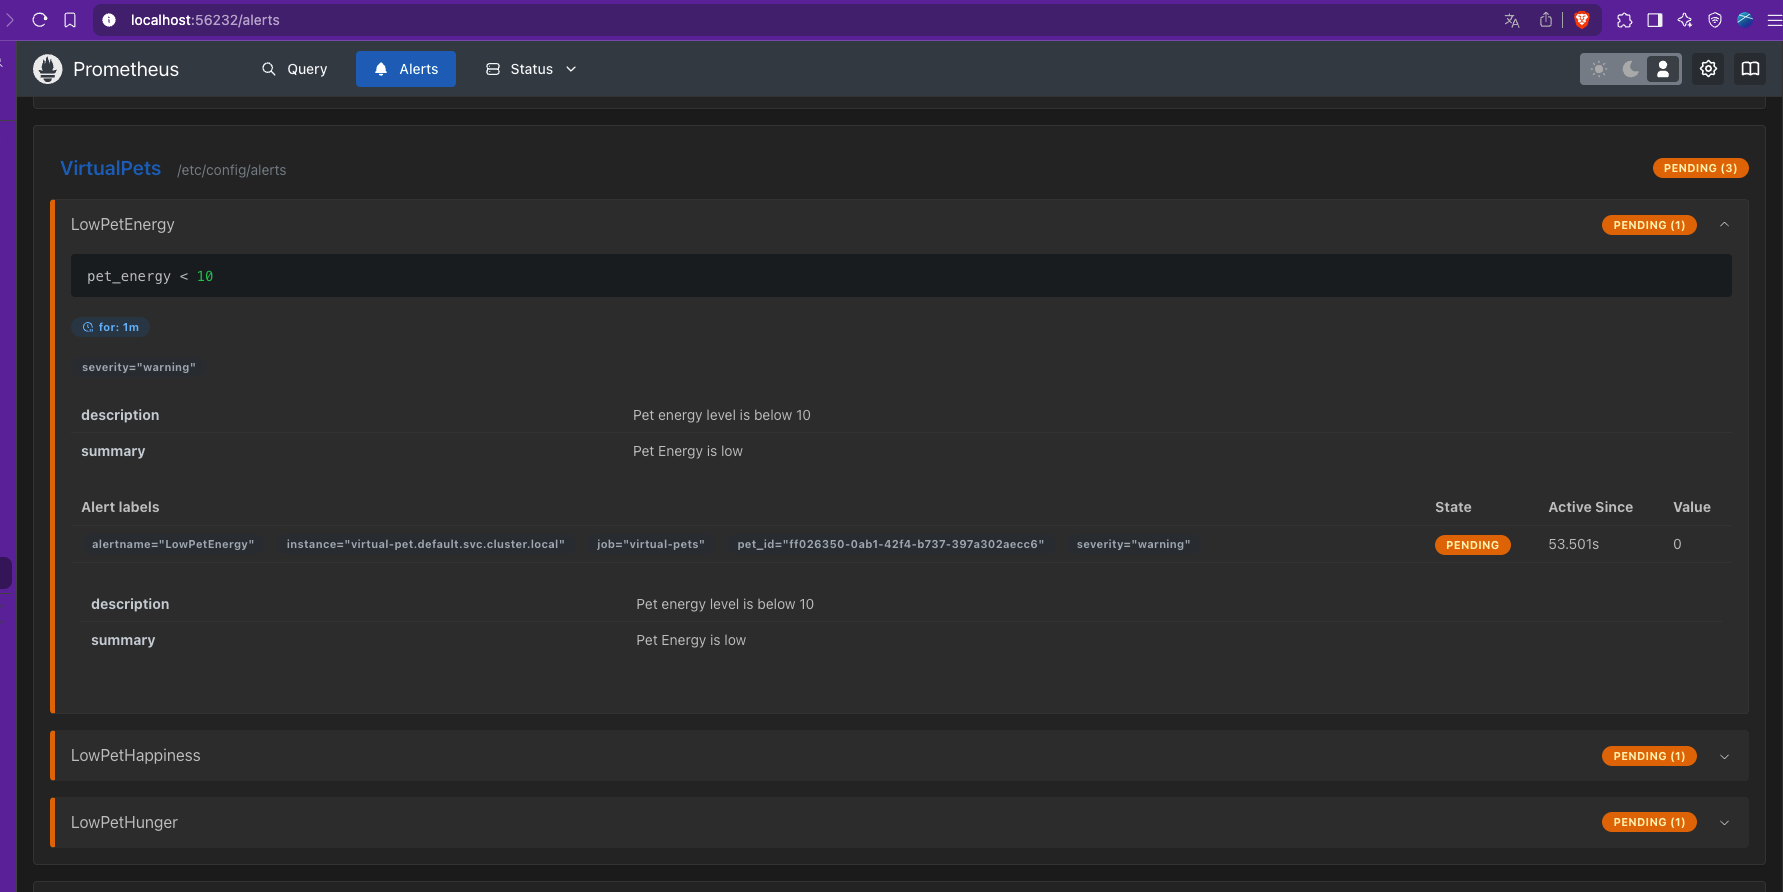 localhost:56232/alerts
Prometheus
Query
Alerts
Status
VirtualPets /etc/config/alerts
PENDING (3)
LowPetEnergy
PENDING (1)
pet_energy < 10
for: 1m
severity="warning"
description Pet energy level is below 10
summary Pet Energy is low
Alert labels State Active Since Value
alertname="LowPetEnergy" instance="virtual-pet.default.svc.cluster.local" job="virtual-pets" pet_id="ff026350-0ab1-42f4-b737-397a302aecc6" severity="warning" PENDING 53.501s 0
description Pet energy level is below 10
summary Pet Energy is low
LowPetHappiness PENDING (1)
LowPetHunger PENDING (1)